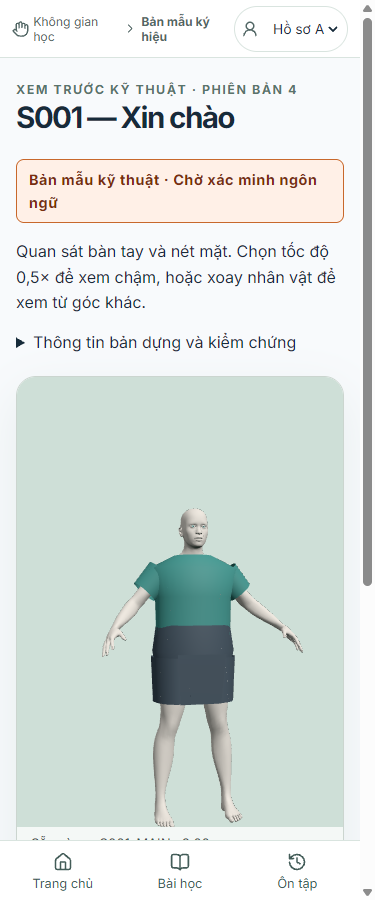 Không gian
học
Bản mẫu ký
hiệu
Hồ sơ A
XEM TRƯỚC KỸ THUẬT · PHIÊN BẢN 4
S001 — Xin chào
Bản mẫu kỹ thuật · Chờ xác minh ngôn
ngữ
Quan sát bàn tay và nét mặt. Chọn tốc độ
0,5× để xem chậm, hoặc xoay nhân vật để
xem từ góc khác.
Thông tin bản dựng và kiểm chứng
Trang chủ
Bài học
Ôn tập